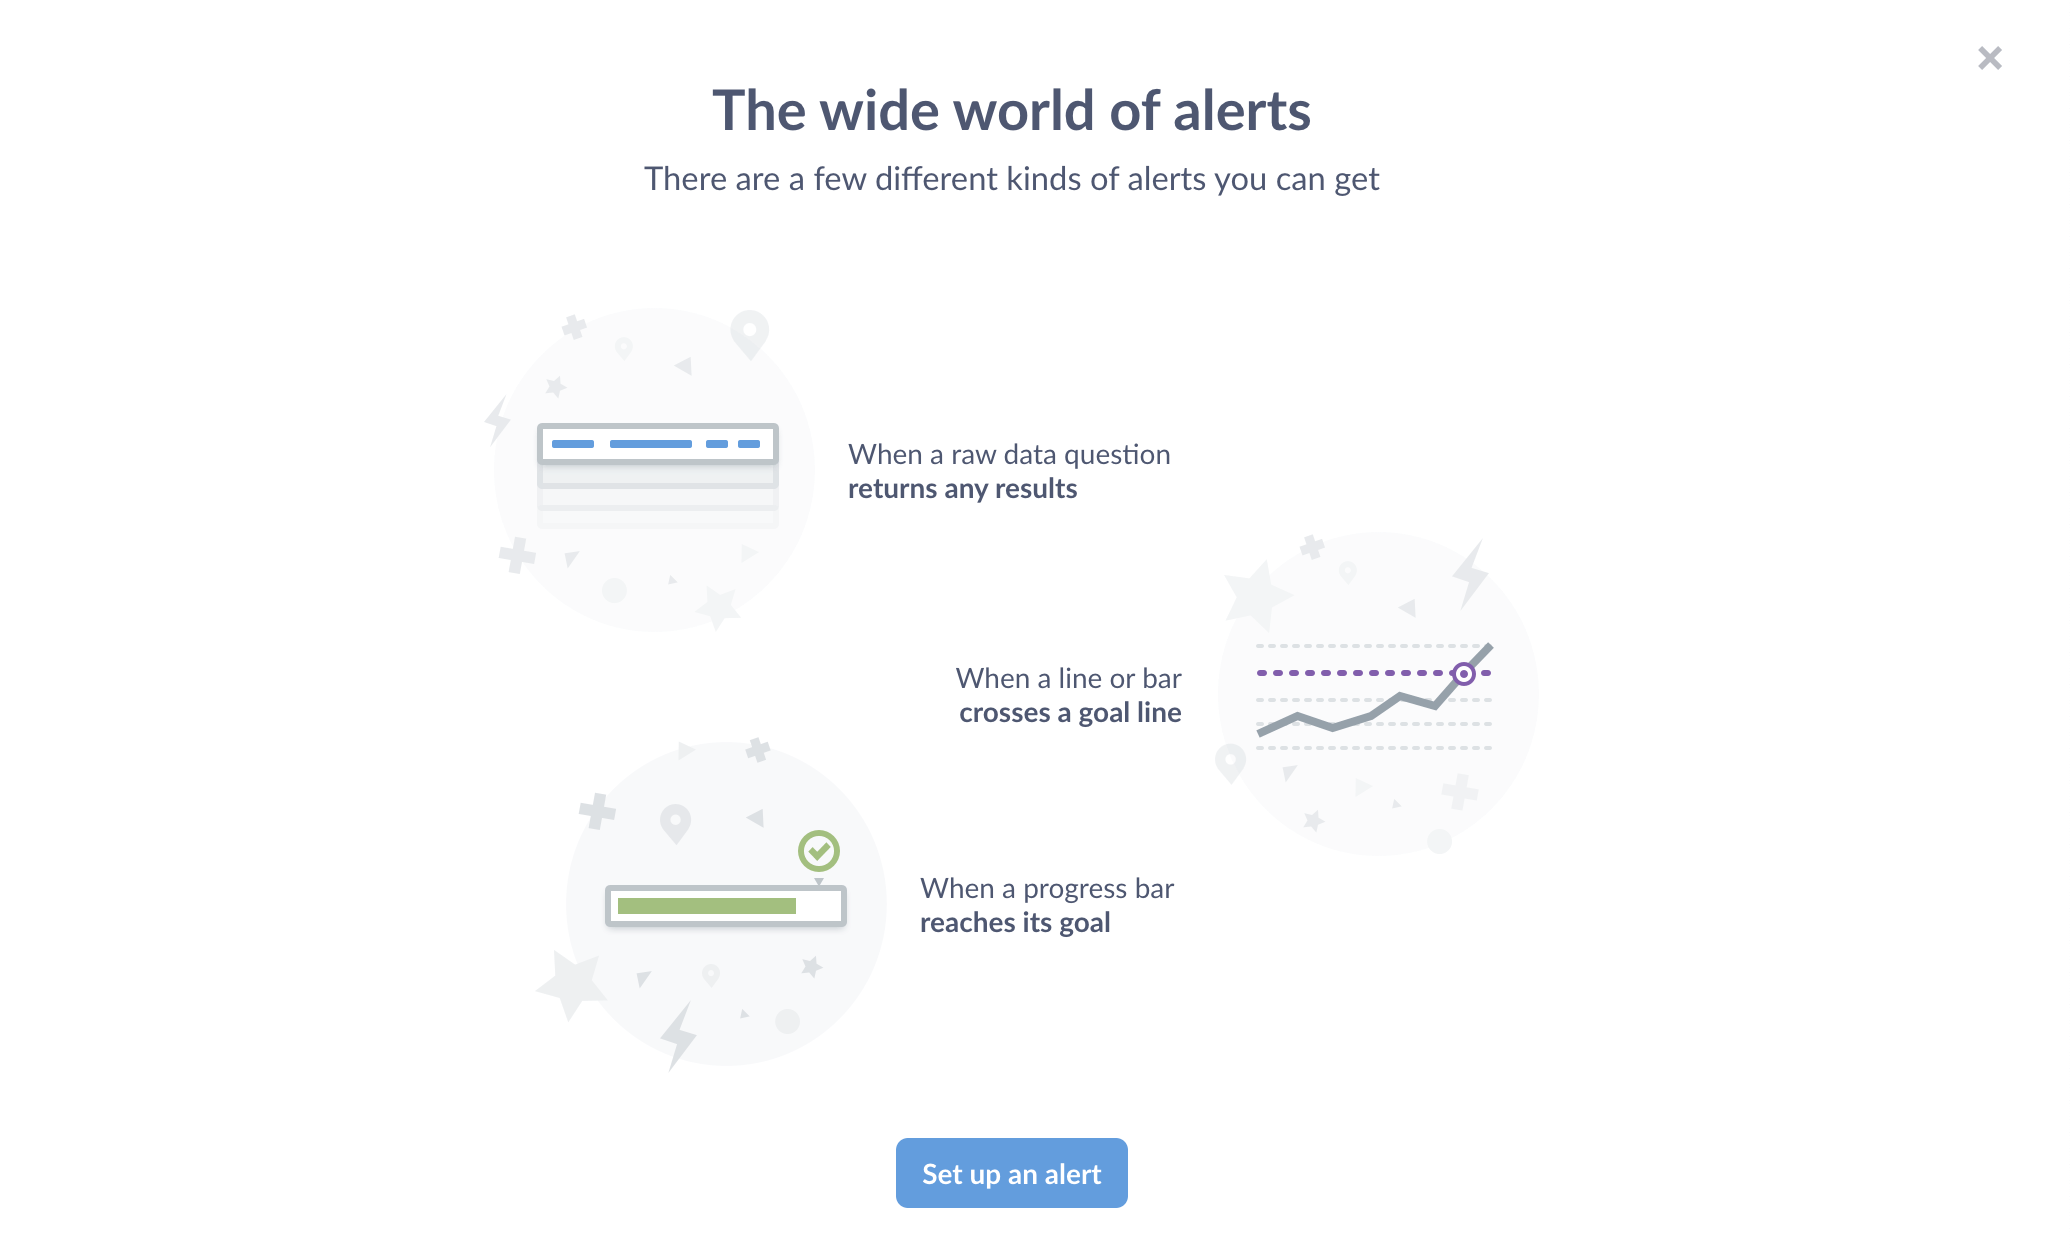 The wide world of alerts
There are a few different kinds of alerts you can get
When a raw data question
returns any results
When a line or bar
crosses a goal line
When a progress bar
reaches its goal
Set up an alert